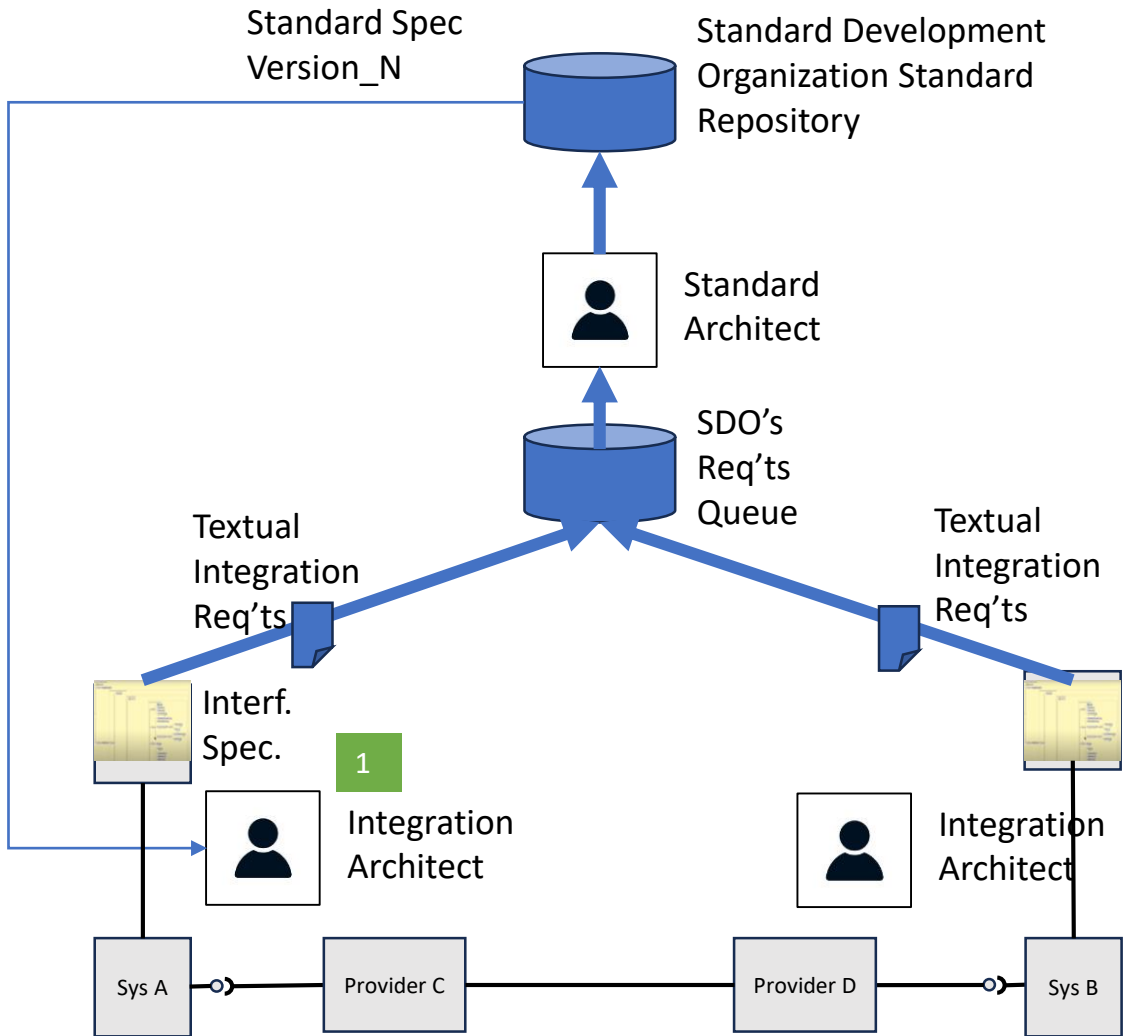 Standard Spec
Version_N
Standard Development
Organization Standard
Repository
Standard
Architect
SDO’s
Req’ts
Queue
Textual
Integration
Req’ts
Textual
Integration
Req’ts
Interf.
Spec.
1
Integration
Architect
Integration
Architect
Sys A
Provider C
Provider D
Sys B